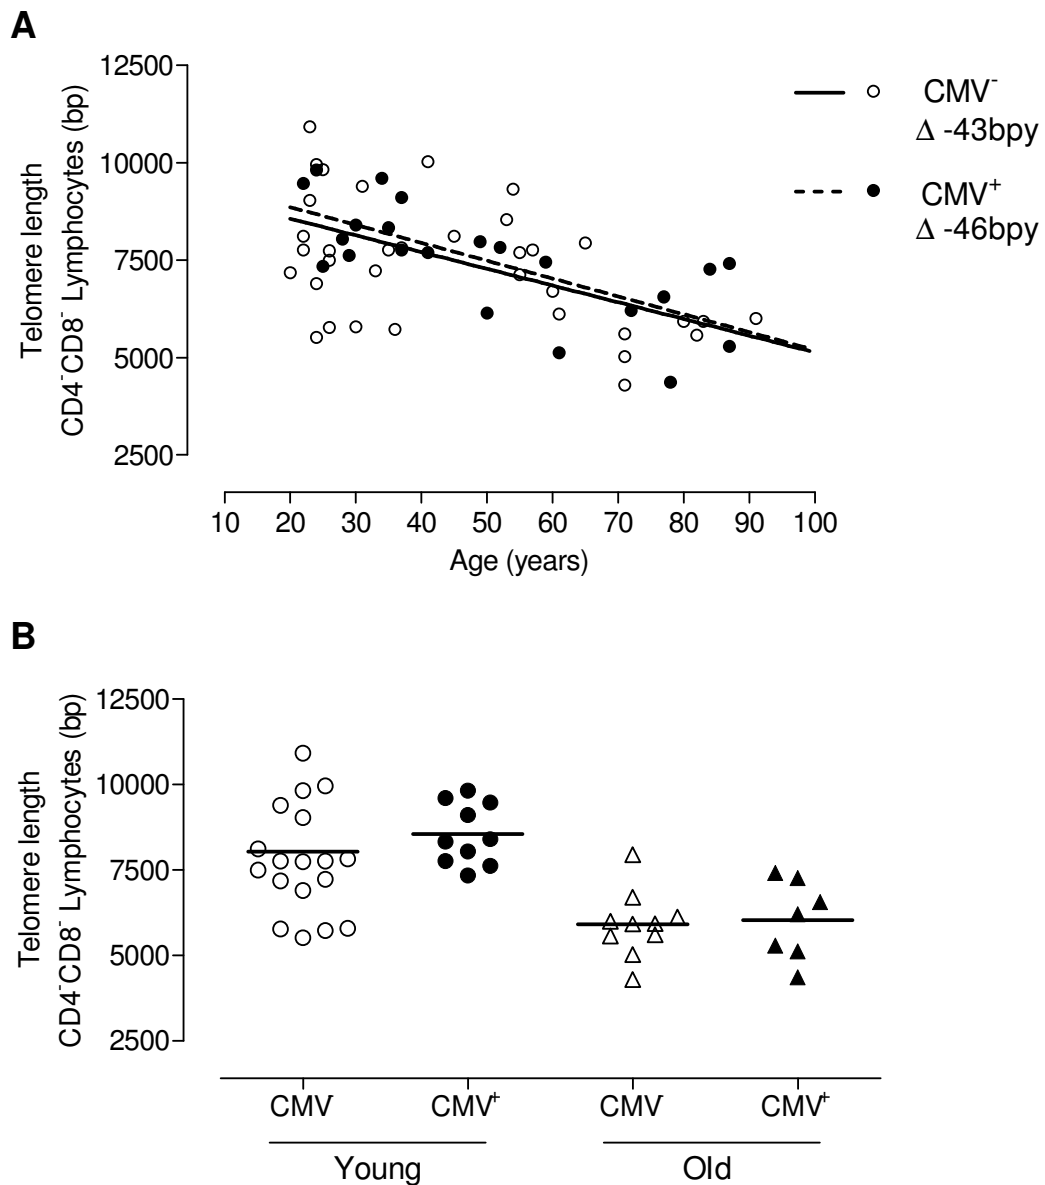 A
12500
10000
7500
5000
2500
Telomere length
CD4⁻CD8⁻ Lymphocytes (bp)
CMV⁻
Δ -43bpy
CMV⁺
Δ -46bpy
10 20 30 40 50 60 70 80 90 100
Age (years)
B
12500
10000
7500
5000
2500
Telomere length
CD4⁻CD8⁻ Lymphocytes (bp)
CMV⁻ CMV⁺ CMV⁻ CMV⁺
Young Old